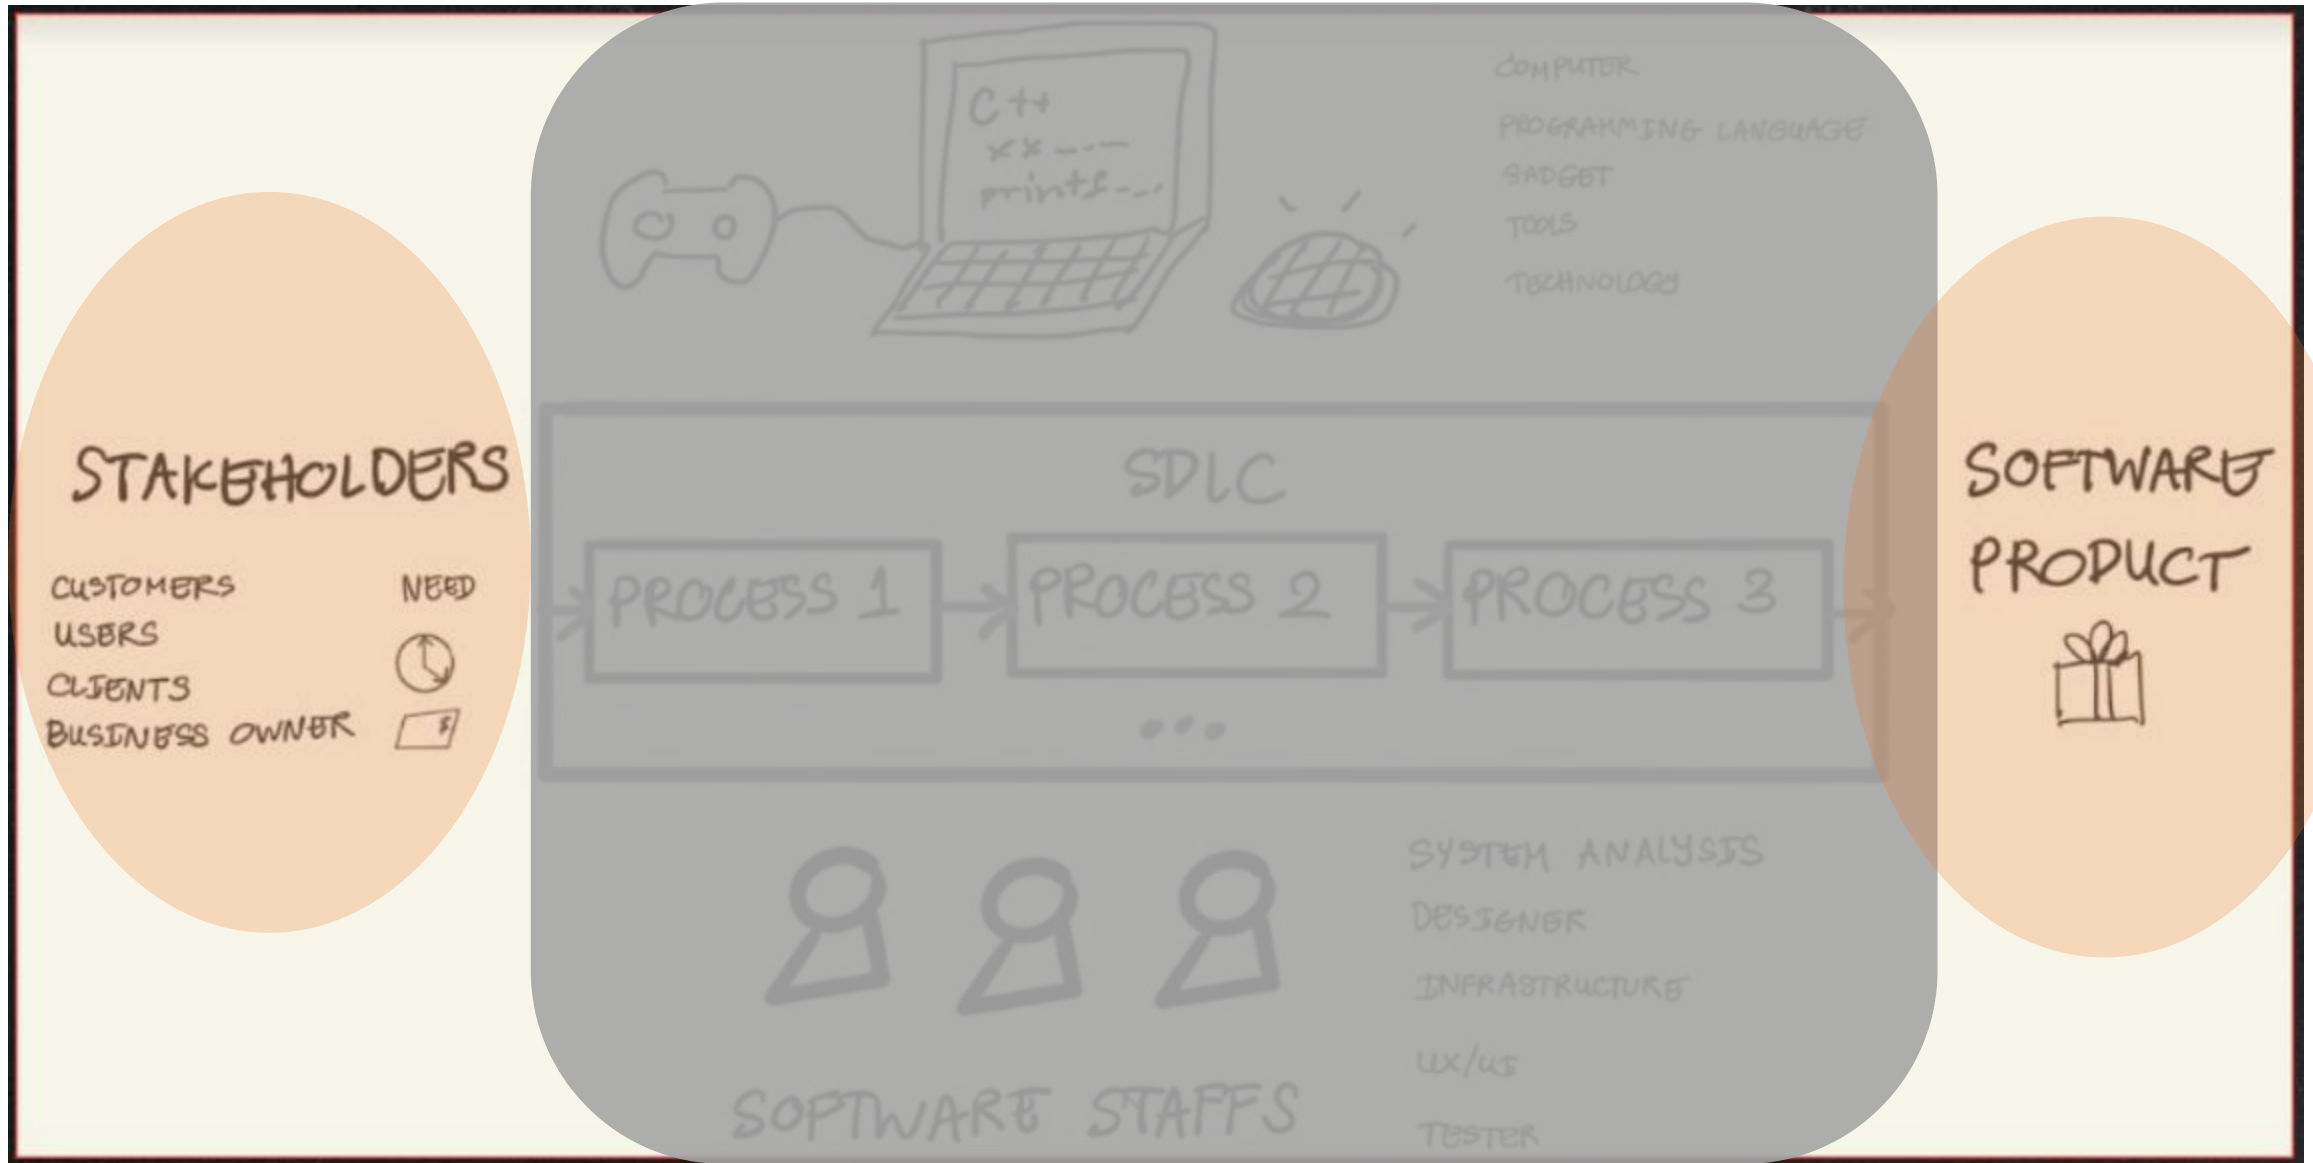 C++
xx -----
printf---
COMPUTER
PROGRAMMING LANGUAGE
GADGET
TOOLS
TECHNOLOGY
STAKEHOLDERS
CUSTOMERS
USERS
CLIENTS
BUSINESS OWNER
NEED
$
SDLC
PROCESS 1
PROCESS 2
PROCESS 3
...
SOFTWARE
PRODUCT
SOFTWARE STAFFS
SYSTEM ANALYSIS
DESIGNER
INFRASTRUCTURE
UX/UI
TESTER